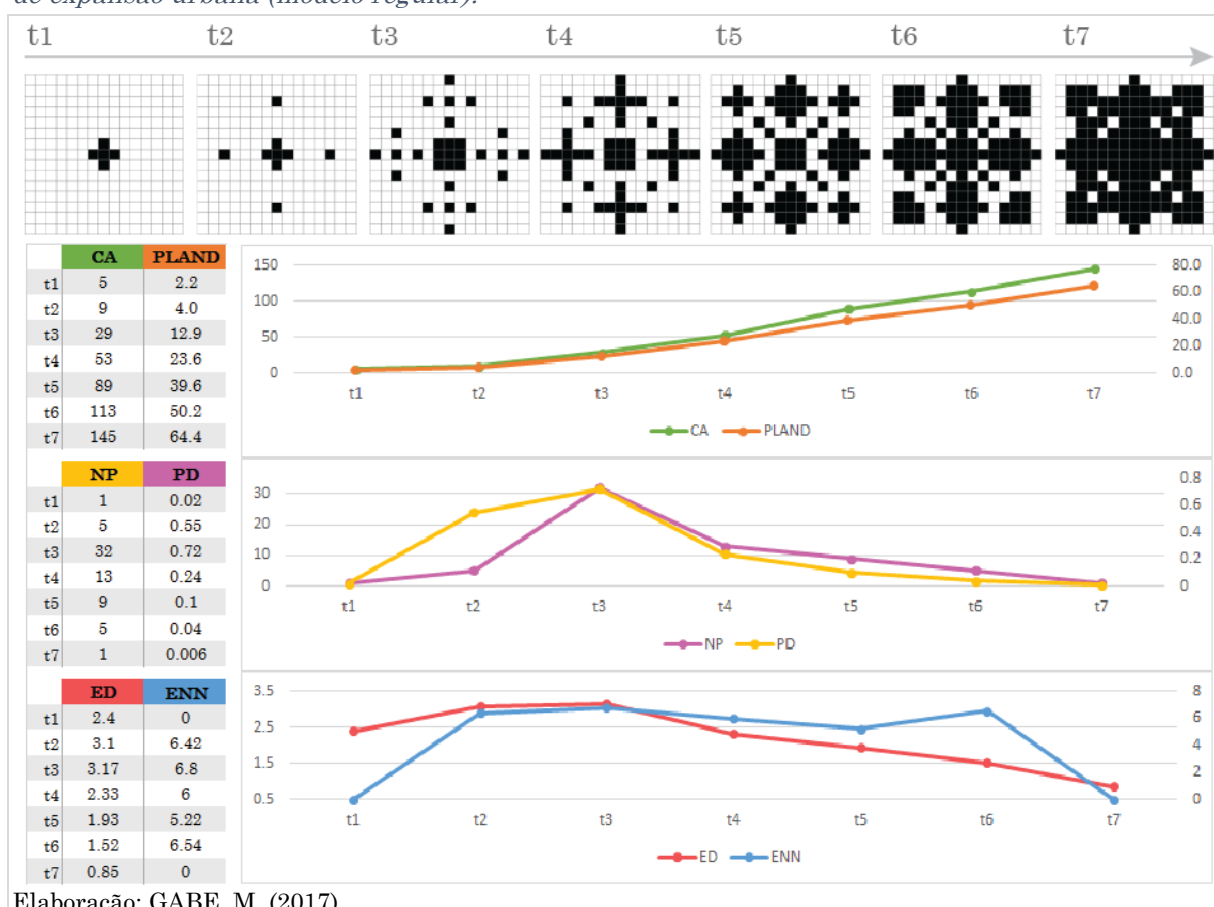 de expansão urbana (modelo regular).
t1 t2 t3 t4 t5 t6 t7
CA PLAND
t1 5 2.2
t2 9 4.0
t3 29 12.9
t4 53 23.6
t5 89 39.6
t6 113 50.2
t7 145 64.4
150
100
50
0
80.0
60.0
40.0
20.0
0.0
t1 t2 t3 t4 t5 t6 t7
CA PLAND
NP PD
t1 1 0.02
t2 5 0.55
t3 32 0.72
t4 13 0.24
t5 9 0.1
t6 5 0.04
t7 1 0.006
30
20
10
0
0.8
0.6
0.4
0.2
0
t1 t2 t3 t4 t5 t6 t7
NP PD
ED ENN
t1 2.4 0
t2 3.1 6.42
t3 3.17 6.8
t4 2.33 6
t5 1.93 5.22
t6 1.52 6.54
t7 0.85 0
3.5
2.5
1.5
0.5
8
6
4
2
0
t1 t2 t3 t4 t5 t6 t7
ED ENN
Elaboração: GABE, M. (2017)